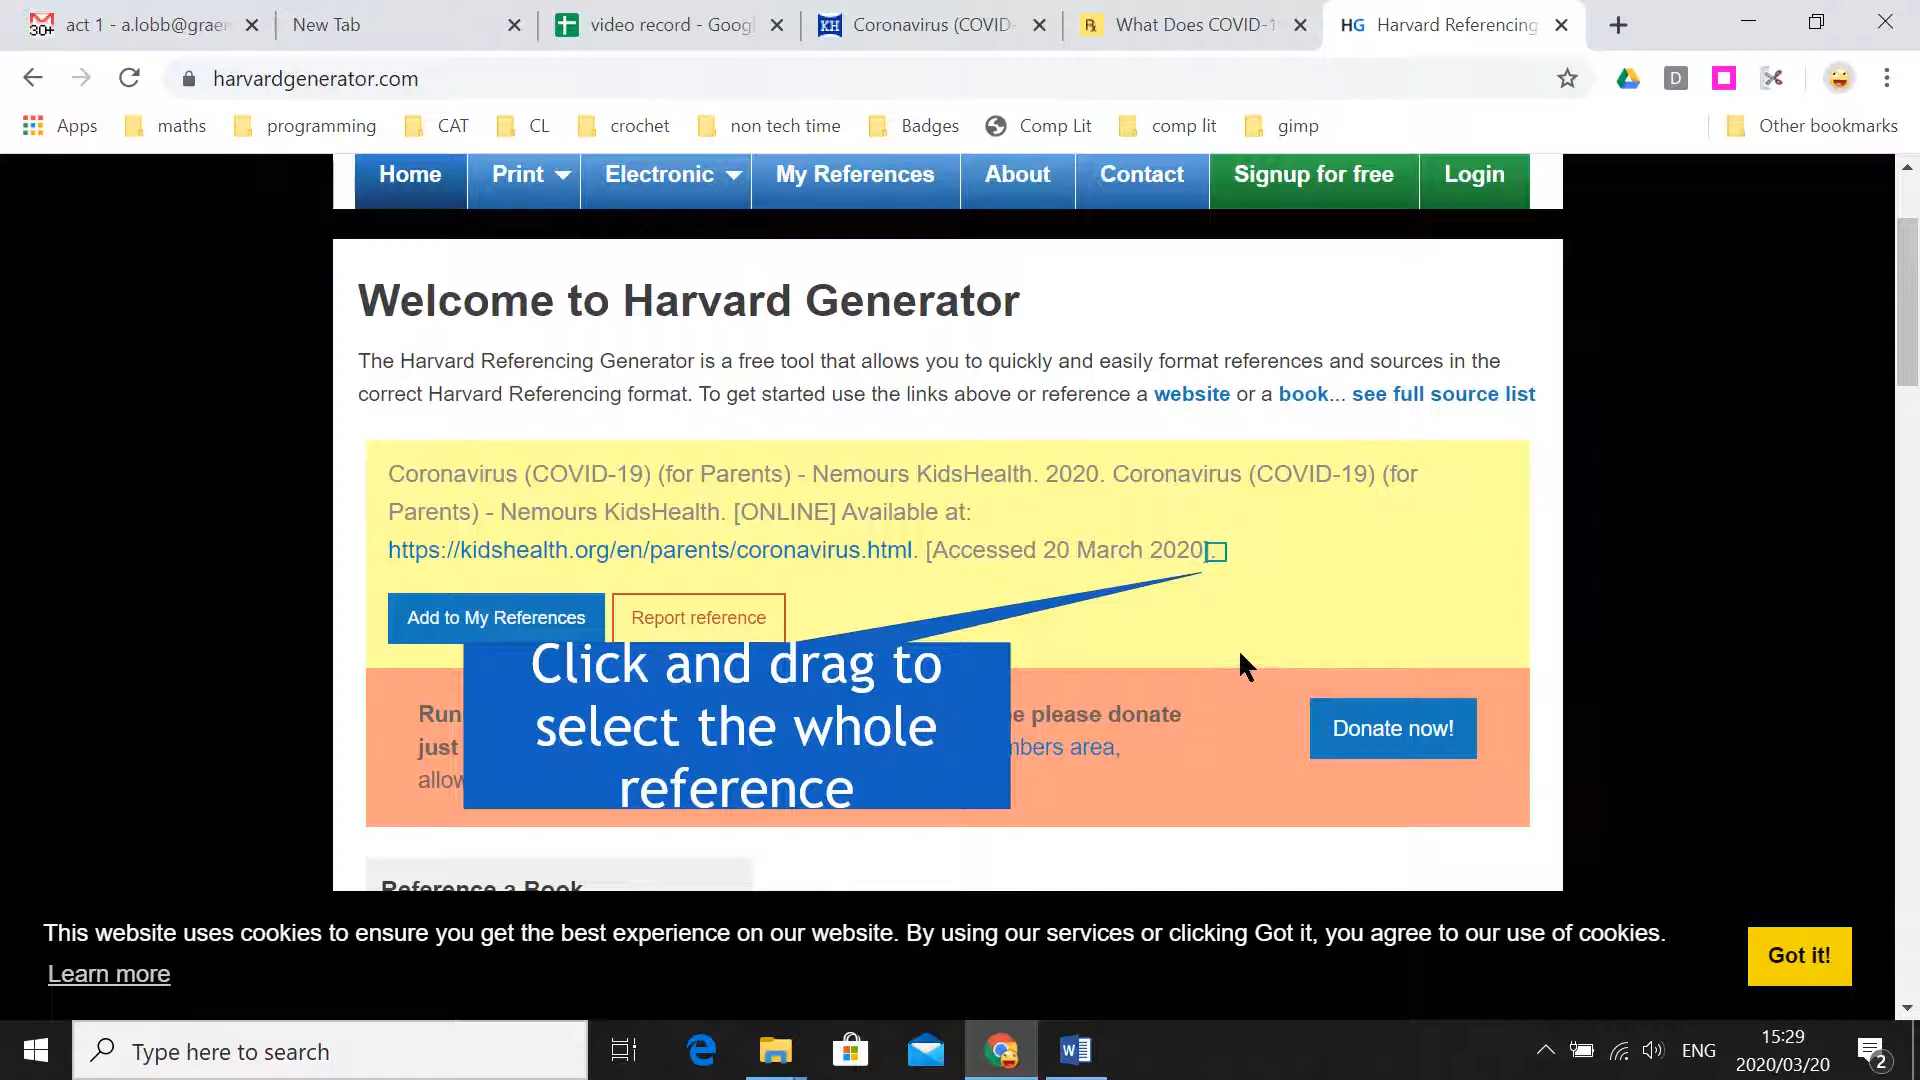 act 1 - a.lobb@graer
New Tab
video record - Googl
Coronavirus (COVID-
What Does COVID-1
HG Harvard Referencing
harvardgenerator.com
Apps maths programming CAT CL crochet non tech time Badges Comp Lit comp lit gimp Other bookmarks
Home Print Electronic My References About Contact Signup for free Login
Welcome to Harvard Generator
The Harvard Referencing Generator is a free tool that allows you to quickly and easily format references and sources in the
correct Harvard Referencing format. To get started use the links above or reference a website or a book... see full source list
Coronavirus (COVID-19) (for Parents) - Nemours KidsHealth. 2020. Coronavirus (COVID-19) (for
Parents) - Nemours KidsHealth. [ONLINE] Available at:
https://kidshealth.org/en/parents/coronavirus.html. [Accessed 20 March 2020].
Add to My References Report reference
Click and drag to
select the whole
reference
Run
e please donate
just
mbers area,
allow
Donate now!
Reference a Book
This website uses cookies to ensure you get the best experience on our website. By using our services or clicking Got it, you agree to our use of cookies.
Learn more
Got it!
Type here to search
ENG
15:29
2020/03/20
2